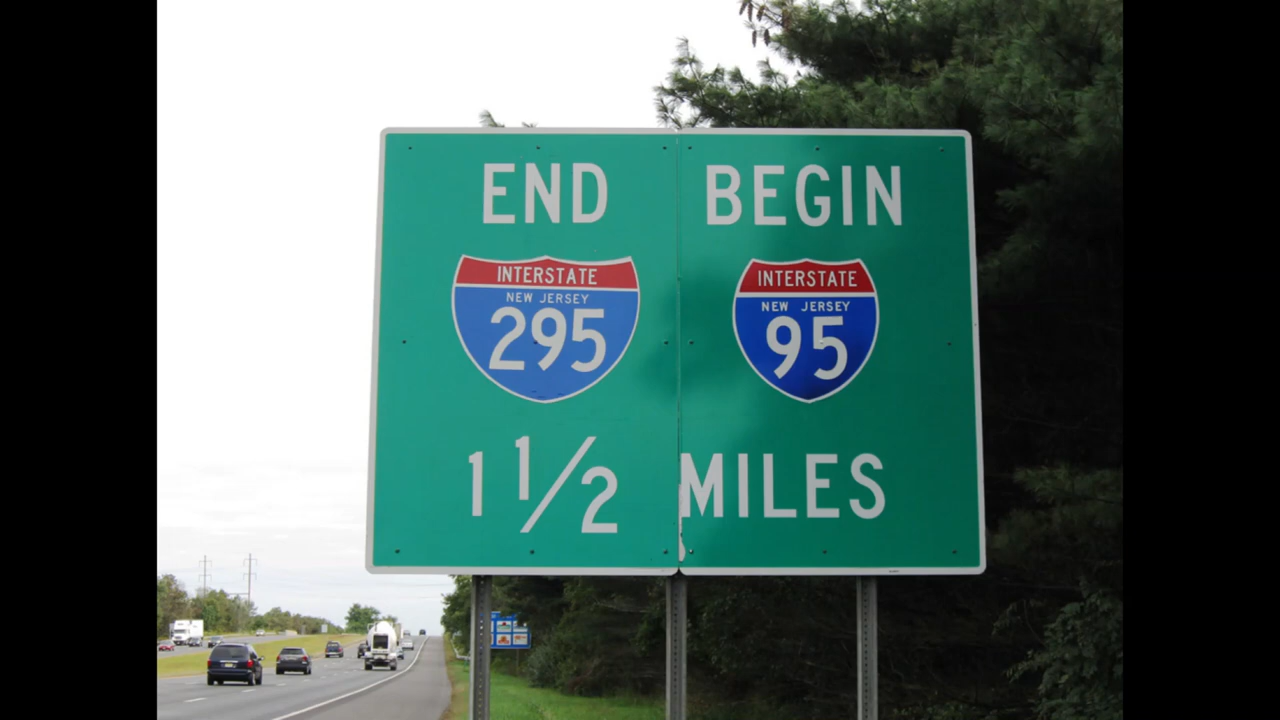 END BEGIN
INTERSTATE INTERSTATE
NEW JERSEY NEW JERSEY
295 95
1 1/2 MILES